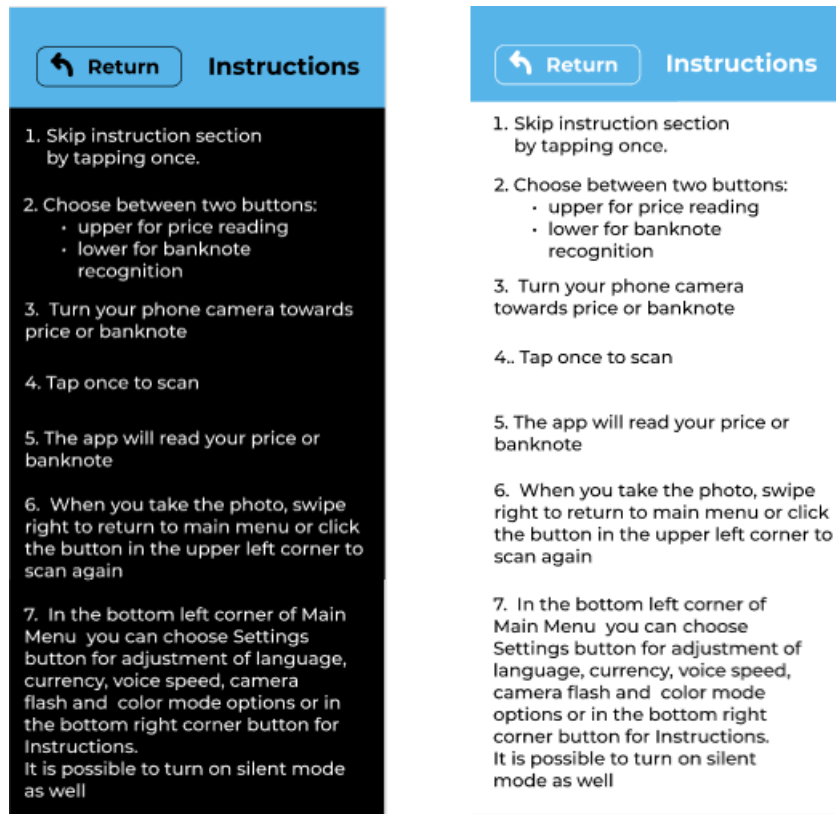 Return Instructions
1. Skip instruction section
by tapping once.
2. Choose between two buttons:
• upper for price reading
• lower for banknote
recognition
3. Turn your phone camera towards
price or banknote
4. Tap once to scan
5. The app will read your price or
banknote
6. When you take the photo, swipe
right to return to main menu or click
the button in the upper left corner to
scan again
7. In the bottom left corner of Main
Menu you can choose Settings
button for adjustment of language,
currency, voice speed, camera
flash and color mode options or in
the bottom right corner button for
Instructions.
It is possible to turn on silent mode
as well
Return Instructions
1. Skip instruction section
by tapping once.
2. Choose between two buttons:
• upper for price reading
• lower for banknote
recognition
3. Turn your phone camera
towards price or banknote
4.. Tap once to scan
5. The app will read your price or
banknote
6. When you take the photo, swipe
right to return to main menu or click
the button in the upper left corner to
scan again
7. In the bottom left corner of
Main Menu you can choose
Settings button for adjustment of
language, currency, voice speed,
camera flash and color mode
options or in the bottom right
corner button for Instructions.
It is possible to turn on silent
mode as well